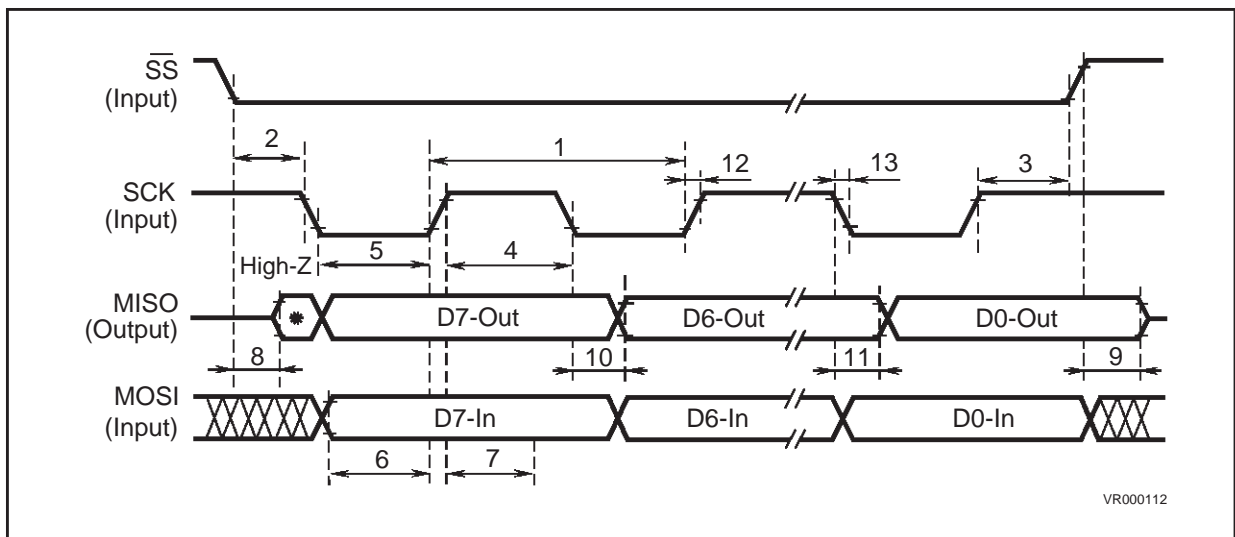 SS
(Input)
2
1
12
13
3
SCK
(Input)
High-Z
5
4
MISO
(Output)
✱
D7-Out
D6-Out
D0-Out
8
10
11
9
MOSI
(Input)
D7-In
D6-In
D0-In
6
7
VR000112